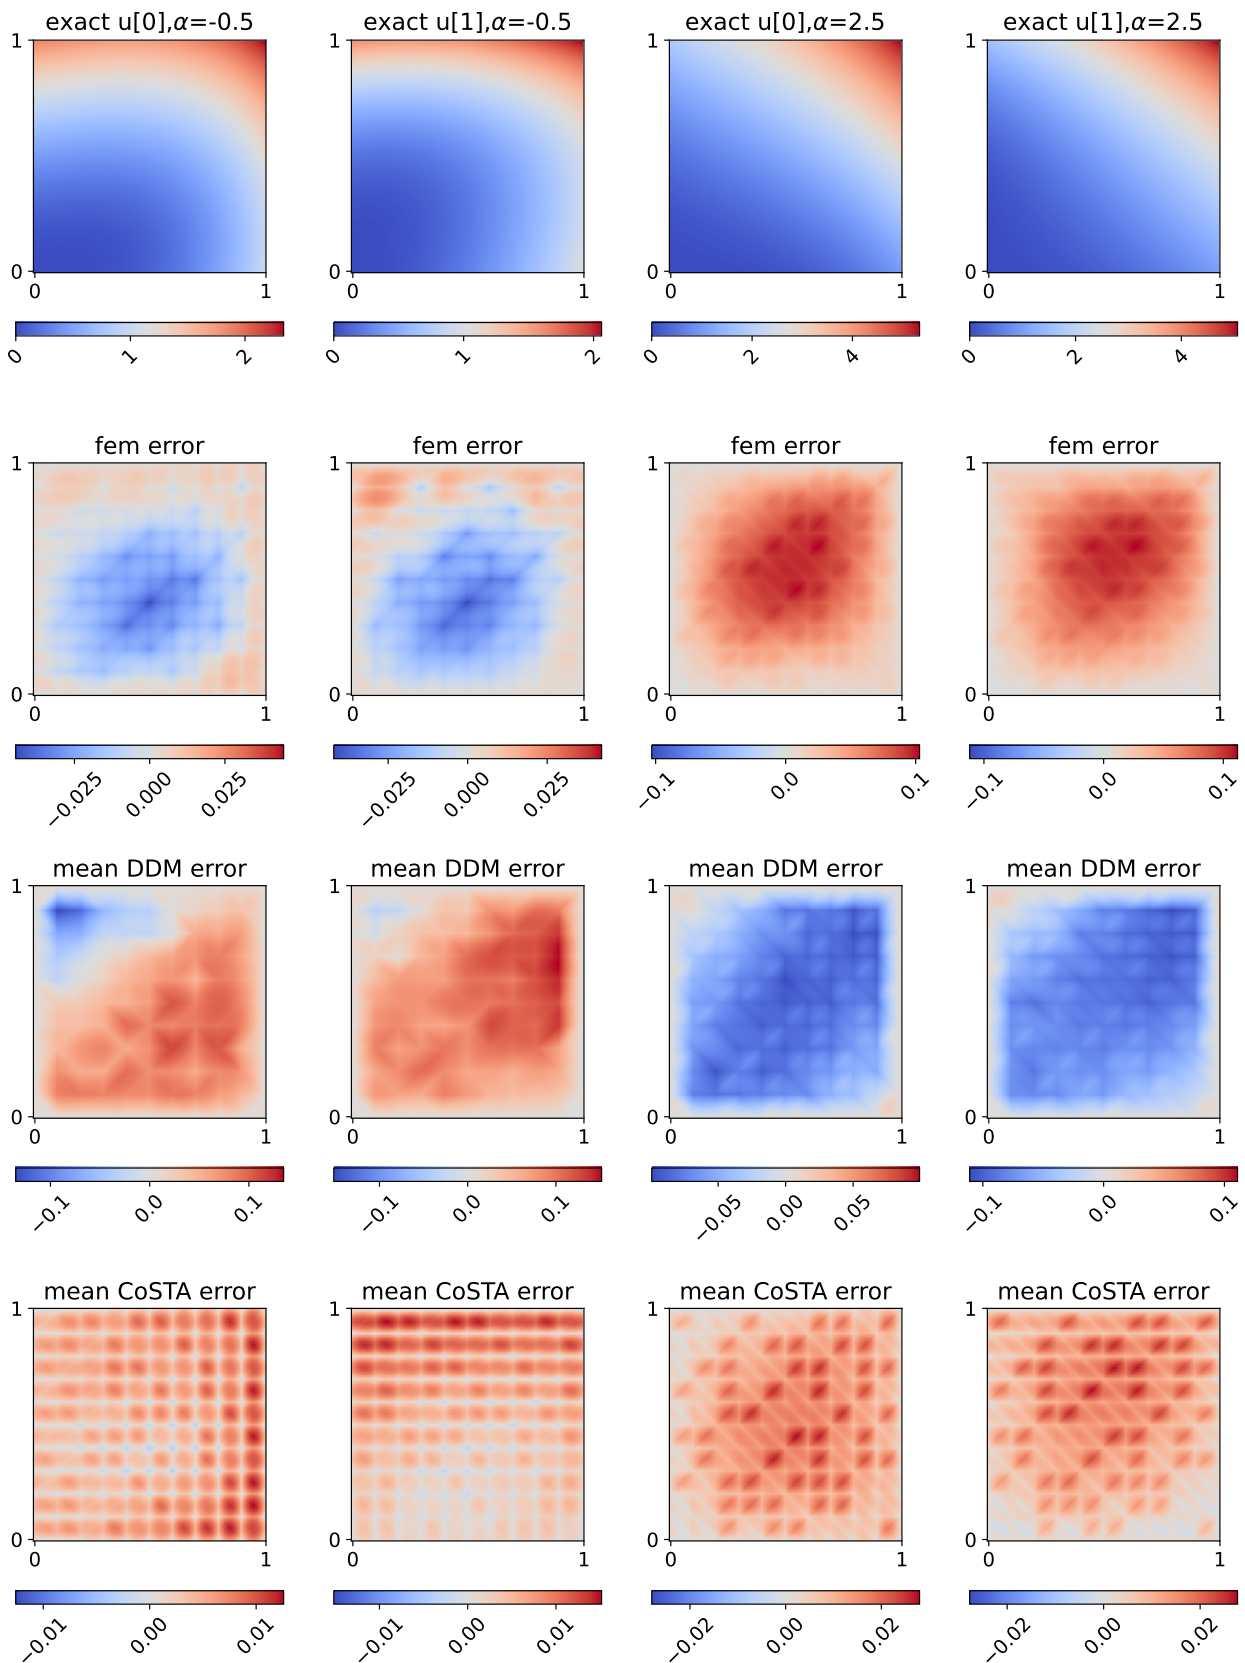 exact u[0],α=-0.5 exact u[1],α=-0.5 exact u[0],α=2.5 exact u[1],α=2.5
1 1 1 1
0 0 0 0
0 1 0 1 0 1 0 1
0 1 2 0 1 2 0 2 4 0 2 4
fem error fem error fem error fem error
1 1 1 1
0 0 0 0
0 1 0 1 0 1 0 1
−0.025 0.000 0.025 −0.025 0.000 0.025 −0.1 0.0 0.1 −0.1 0.0 0.1
mean DDM error mean DDM error mean DDM error mean DDM error
1 1 1 1
0 0 0 0
0 1 0 1 0 1 0 1
−0.1 0.0 0.1 −0.1 0.0 0.1 −0.05 0.00 0.05 −0.1 0.0 0.1
mean CoSTA error mean CoSTA error mean CoSTA error mean CoSTA error
1 1 1 1
0 0 0 0
0 1 0 1 0 1 0 1
−0.01 0.00 0.01 −0.01 0.00 0.01 −0.02 0.00 0.02 −0.02 0.00 0.02